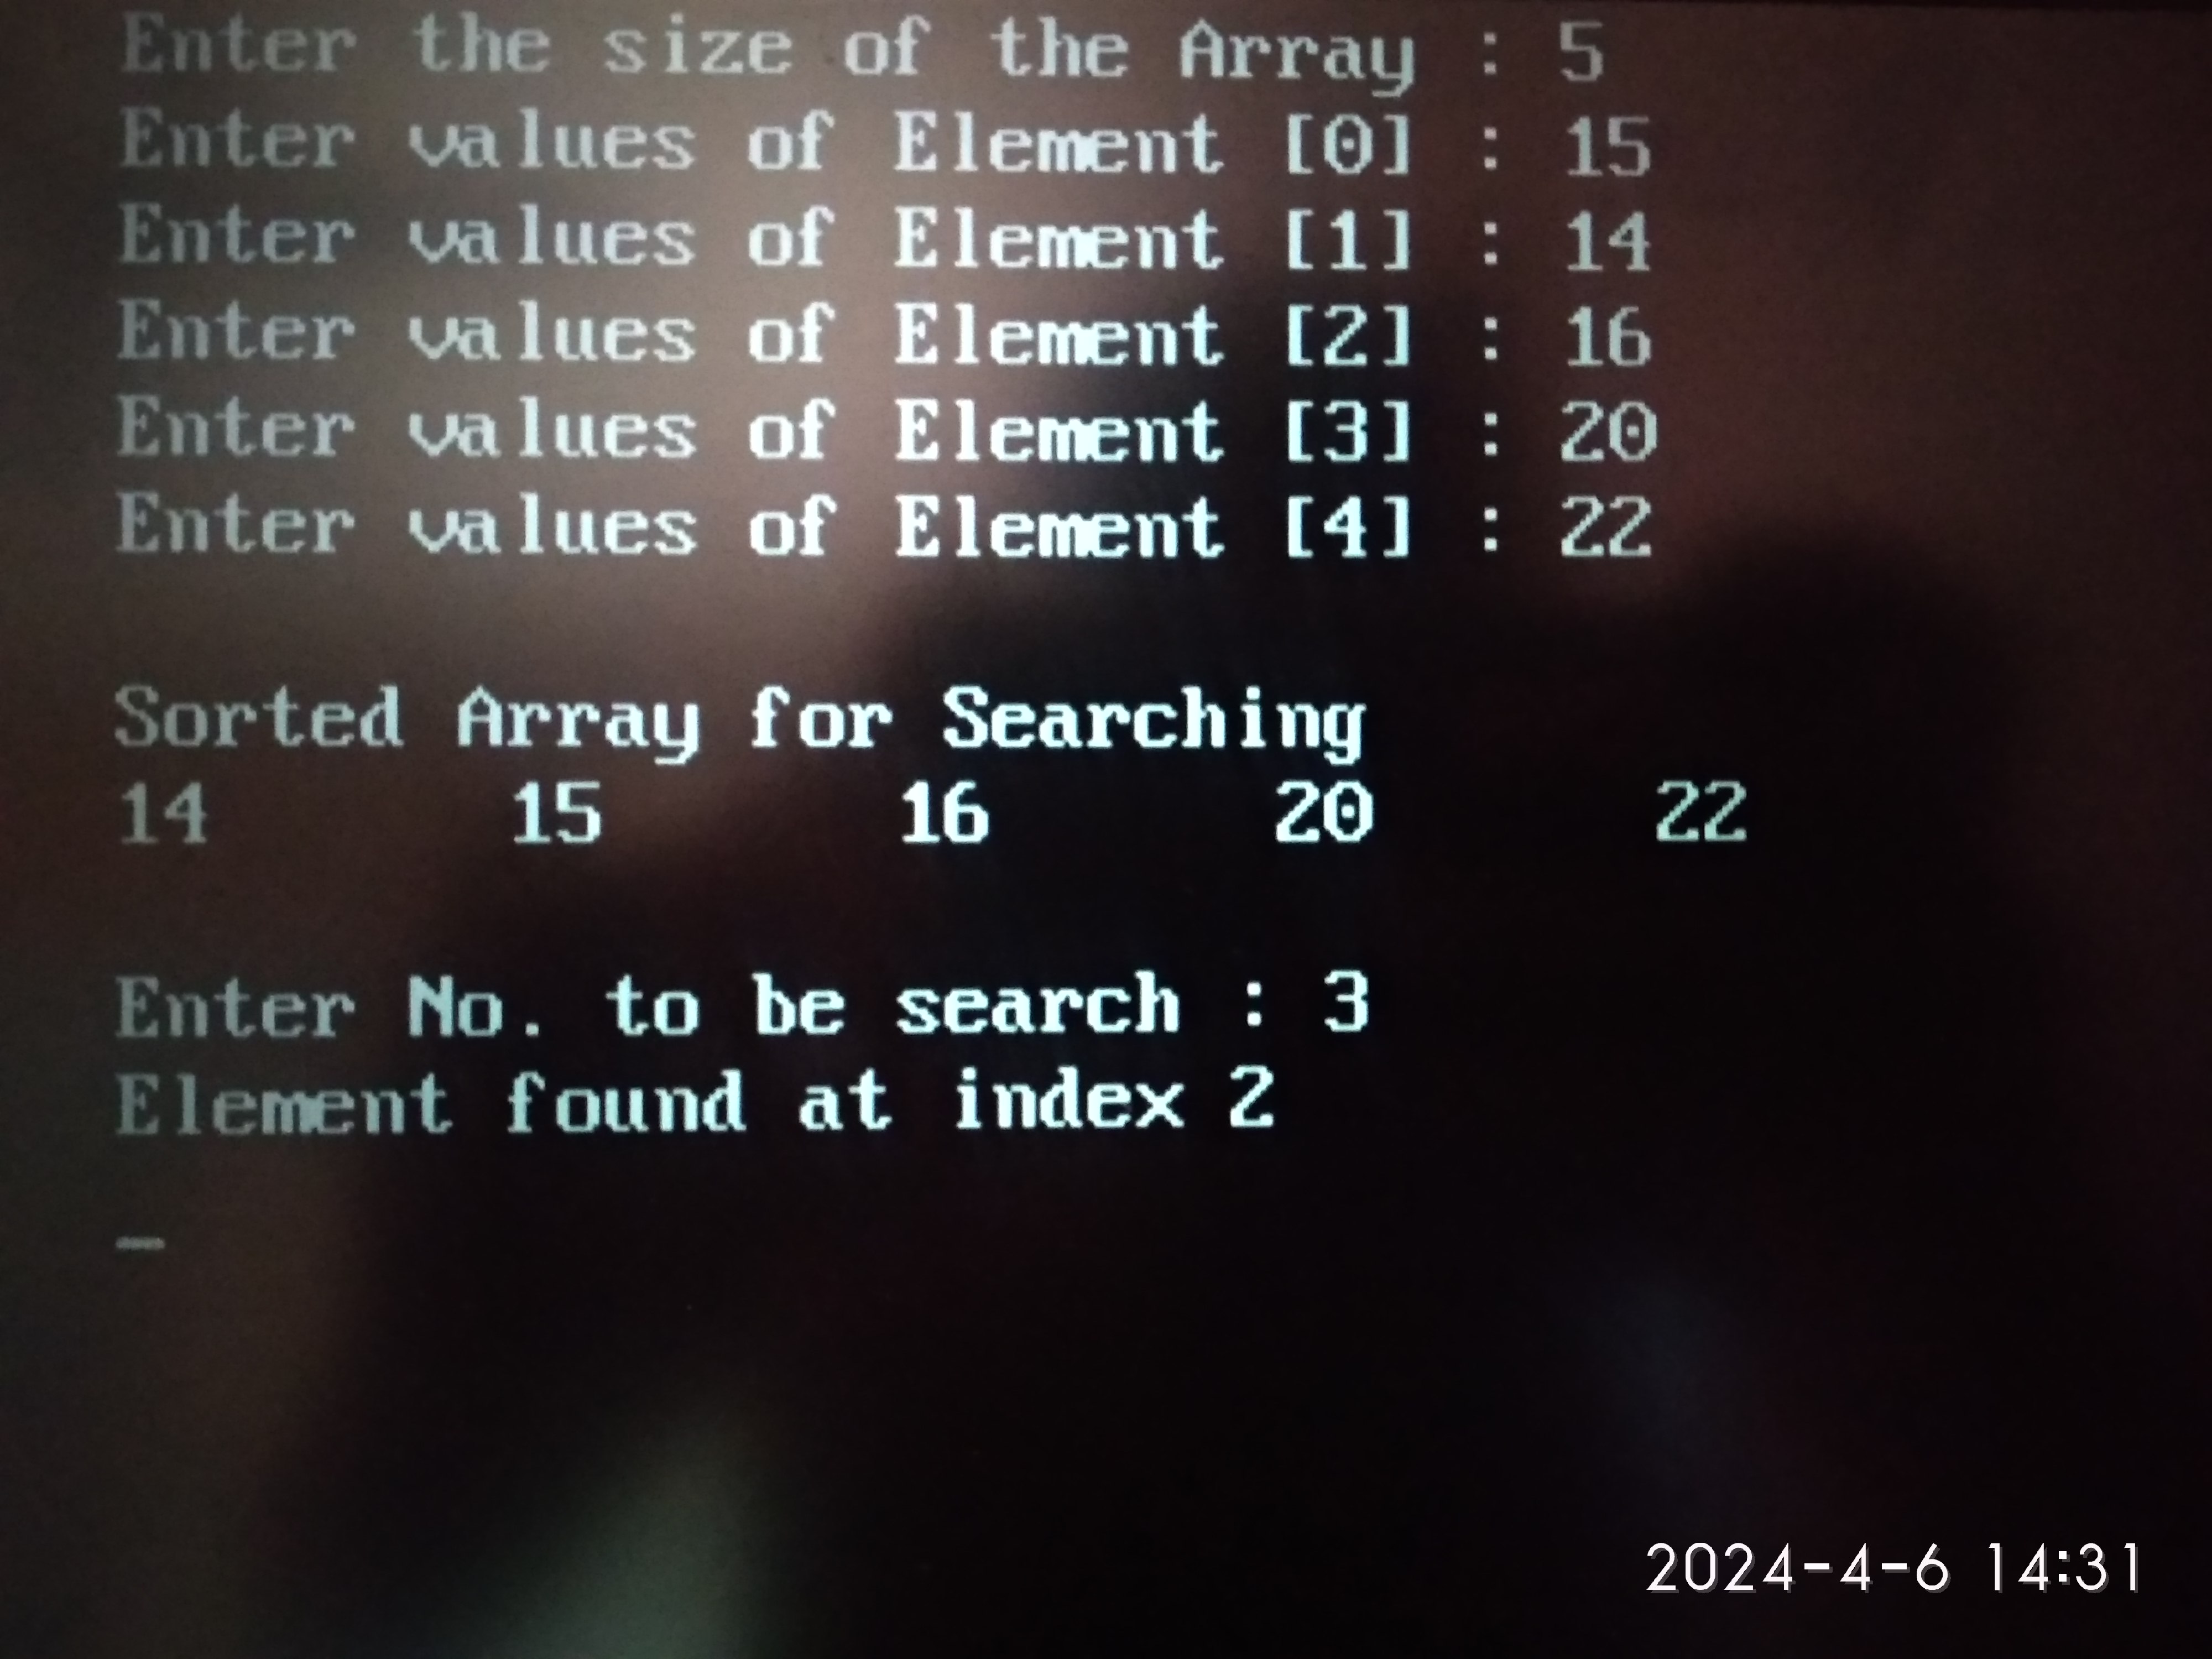 Enter the size of the Array : 5
Enter values of Element [0] : 15
Enter values of Element [1] : 14
Enter values of Element [2] : 16
Enter values of Element [3] : 20
Enter values of Element [4] : 22
Sorted Array for Searching
14 15 16 20 22
Enter No. to be search : 3
Element found at index 2
_
2024-4-6 14:31